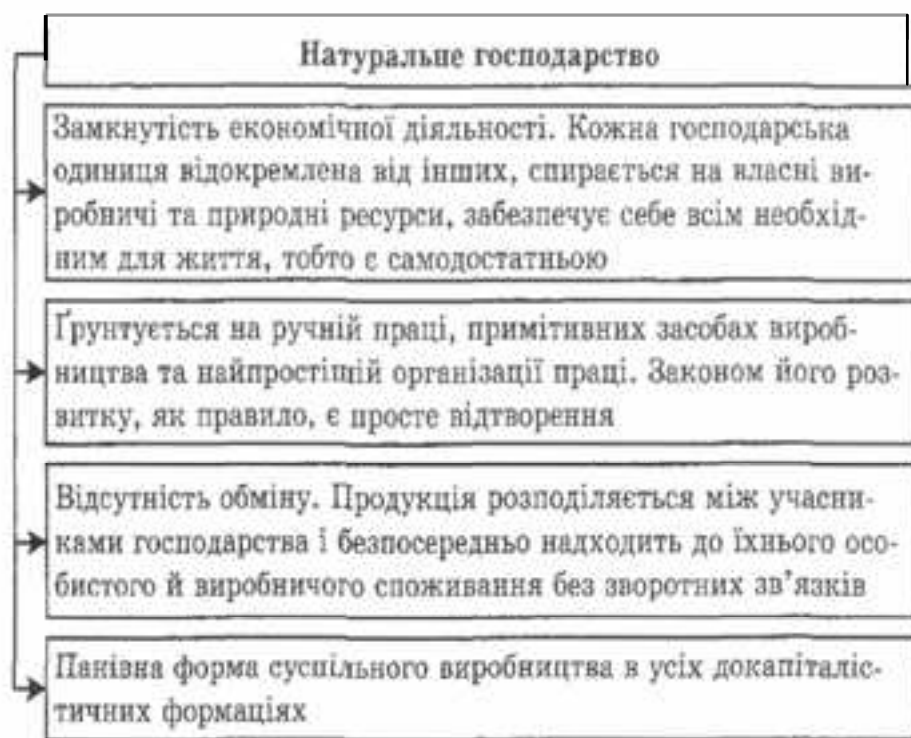 Натуральне господарство
Замкнутість економічної діяльності. Кожна господарська
одиниця відокремлена від інших, спирається на власні ви-
робничі та природні ресурси, забезпечує себе всім необхід-
ним для життя, тобто є самодостатньою
Ґрунтується на ручній праці, примітивних засобах вироб-
ництва та найпростішій організації праці. Законом його роз-
витку, як правило, є просте відтворення
Відсутність обміну. Продукція розподіляється між учасни-
ками господарства і безпосередньо надходить до їхнього осо-
бистого й виробничого споживання без зворотних зв’язків
Панівна форма суспільного виробництва в усіх докапіталіс-
тичних формаціях